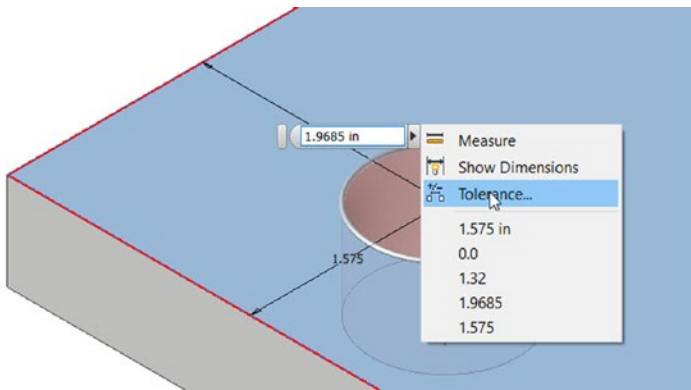 1.9685 in
Measure
Show Dimensions
+/-
Tolerance...
1.575 in
0.0
1.32
1.9685
1.575
1.575